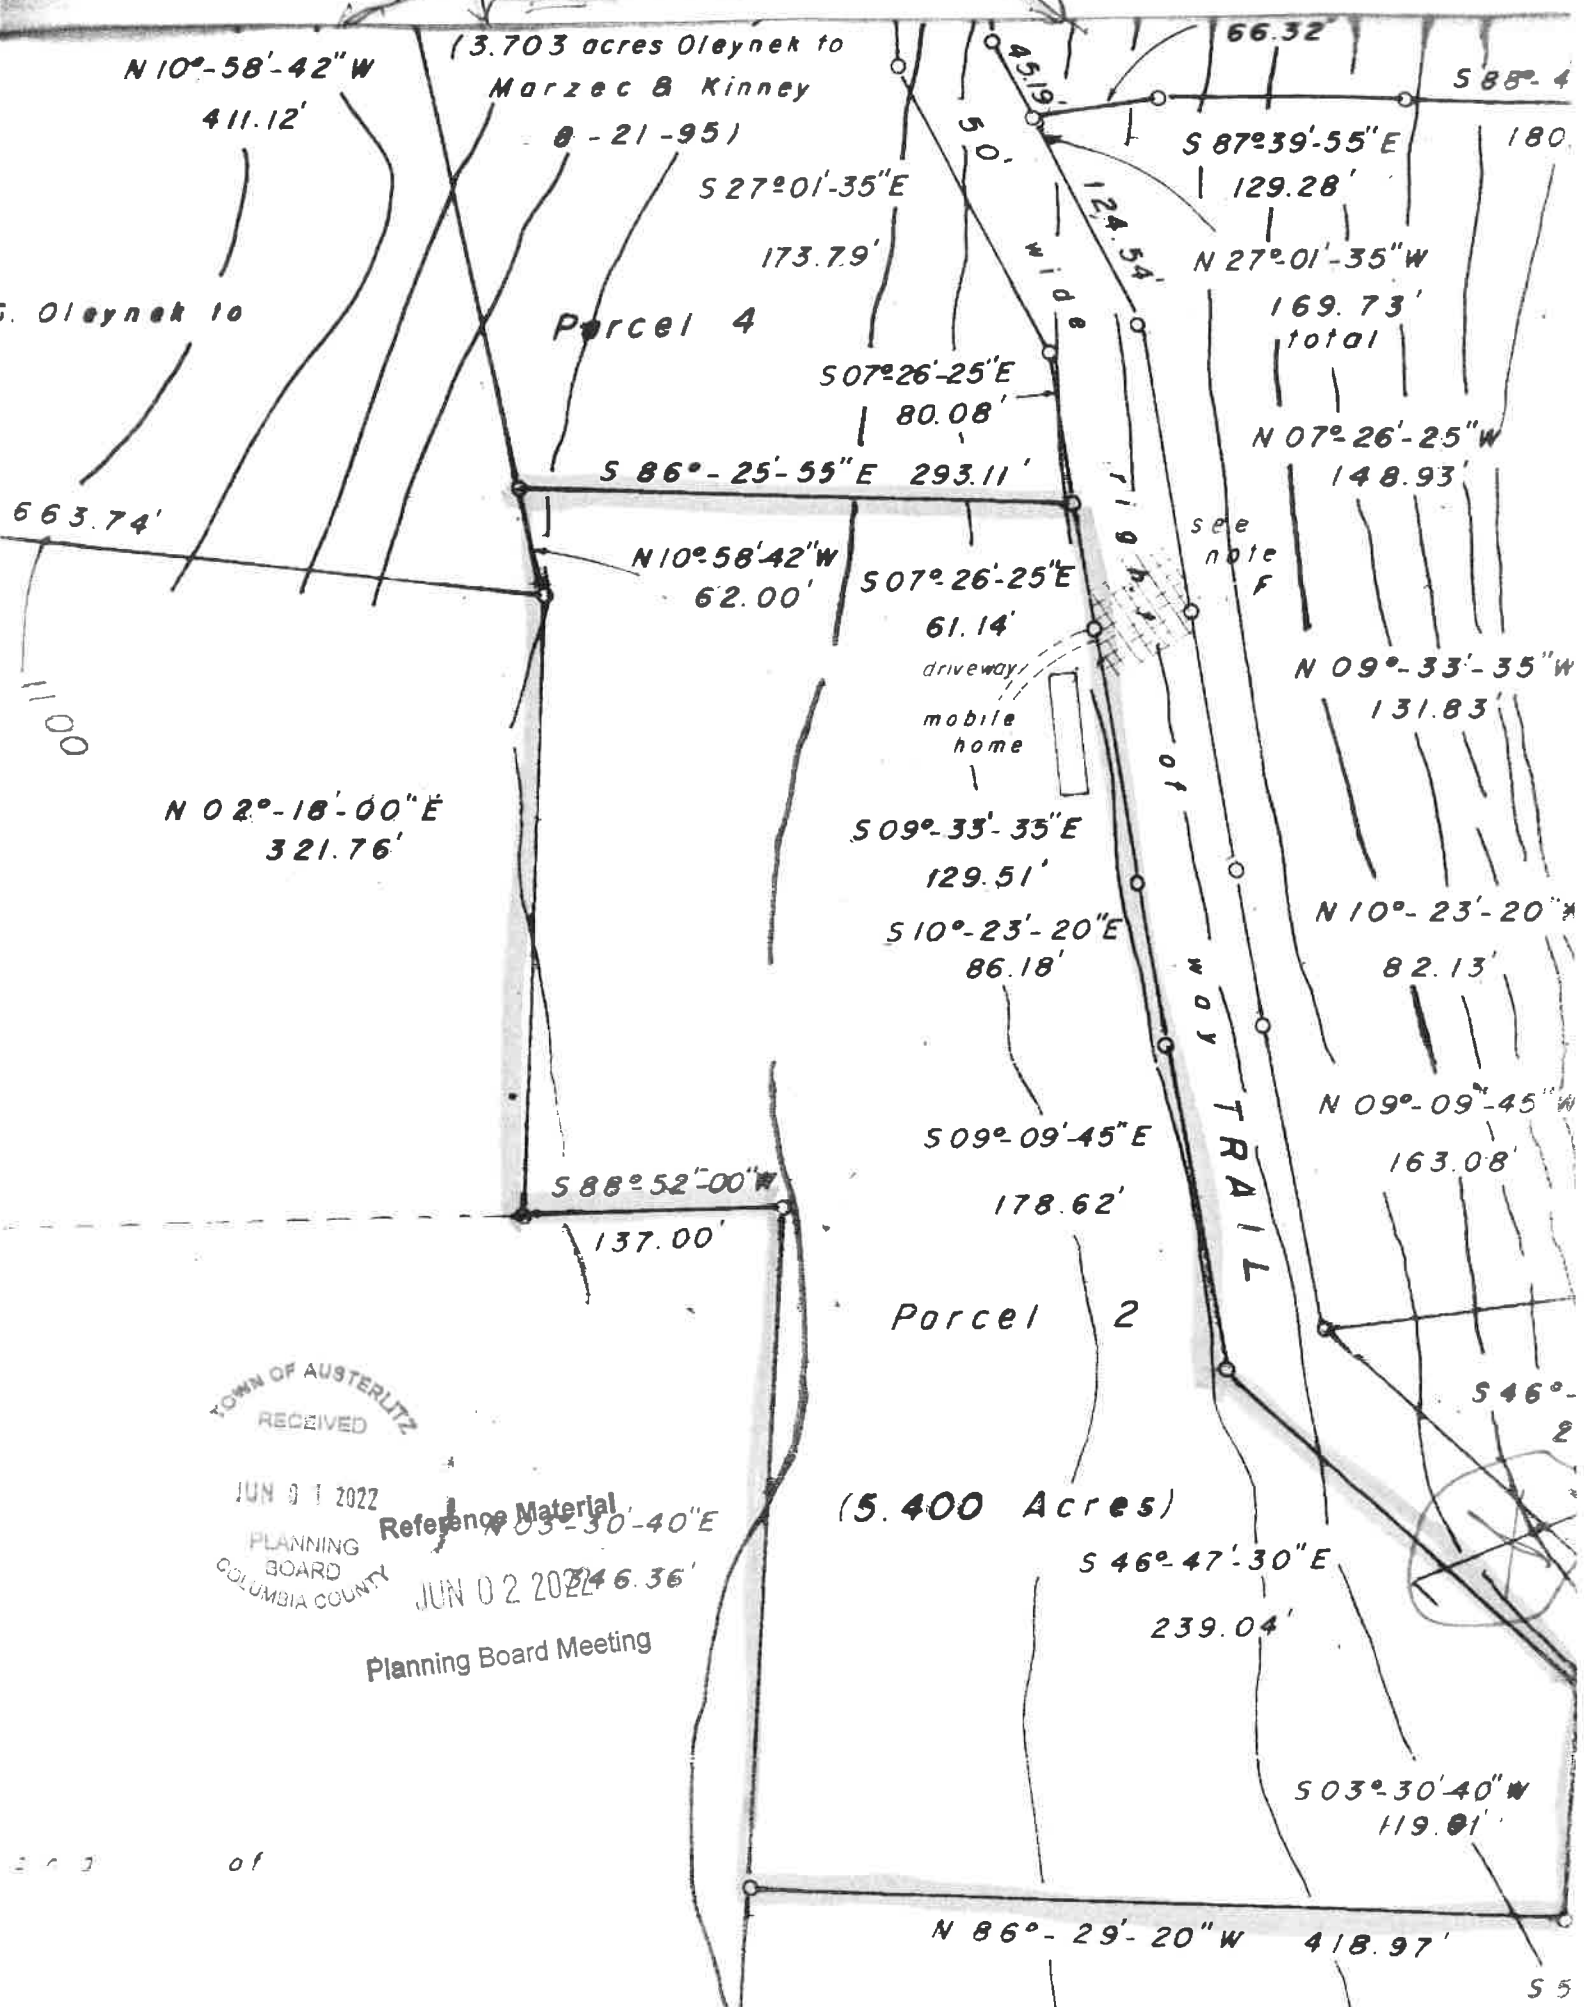 N 10°-58'-42" W
411.12'
(3.703 acres Oleynek to
Marzec & Kinney
8-21-95)
45.19'
66.32'
S 88°-4
180.
S 87°39'-55" E
129.28'
S 27°01'-35" E
173.79'
50' wide right of way TRAIL
124.54'
N 27°-01'-35" W
169.73'
total
Oleynek to
Parcel 4
S 07°26'-25" E
80.08'
N 07°-26'-25" W
148.93'
S 86°-25'-55" E 293.11'
663.74'
see
note
F
N 10°58'42" W
62.00'
S 07°-26'-25" E
61.14'
driveway
mobile
home
N 09°-33'-35" W
131.83'
1100
N 02°-18'-00" E
321.76'
S 09°-33'-35" E
129.51'
S 10°-23'-20" E
86.18'
N 10°-23'-20"
82.13'
N 09°-09'-45" W
163.08'
S 09°-09'-45" E
178.62'
S 88°52'-00" W
137.00'
Parcel 2
TOWN OF AUSTERLITZ
RECEIVED
JUN 01 2022
PLANNING
BOARD
COLUMBIA COUNTY
S 46°-
2
Reference Material
N 03°-30'-40" E
JUN 02 2022
46.36'
Planning Board Meeting
(5.400 Acres)
S 46°-47'-30" E
239.04'
S 03°-30'-40" W
of
N 86°-29'-20" W 418.97'
S 5